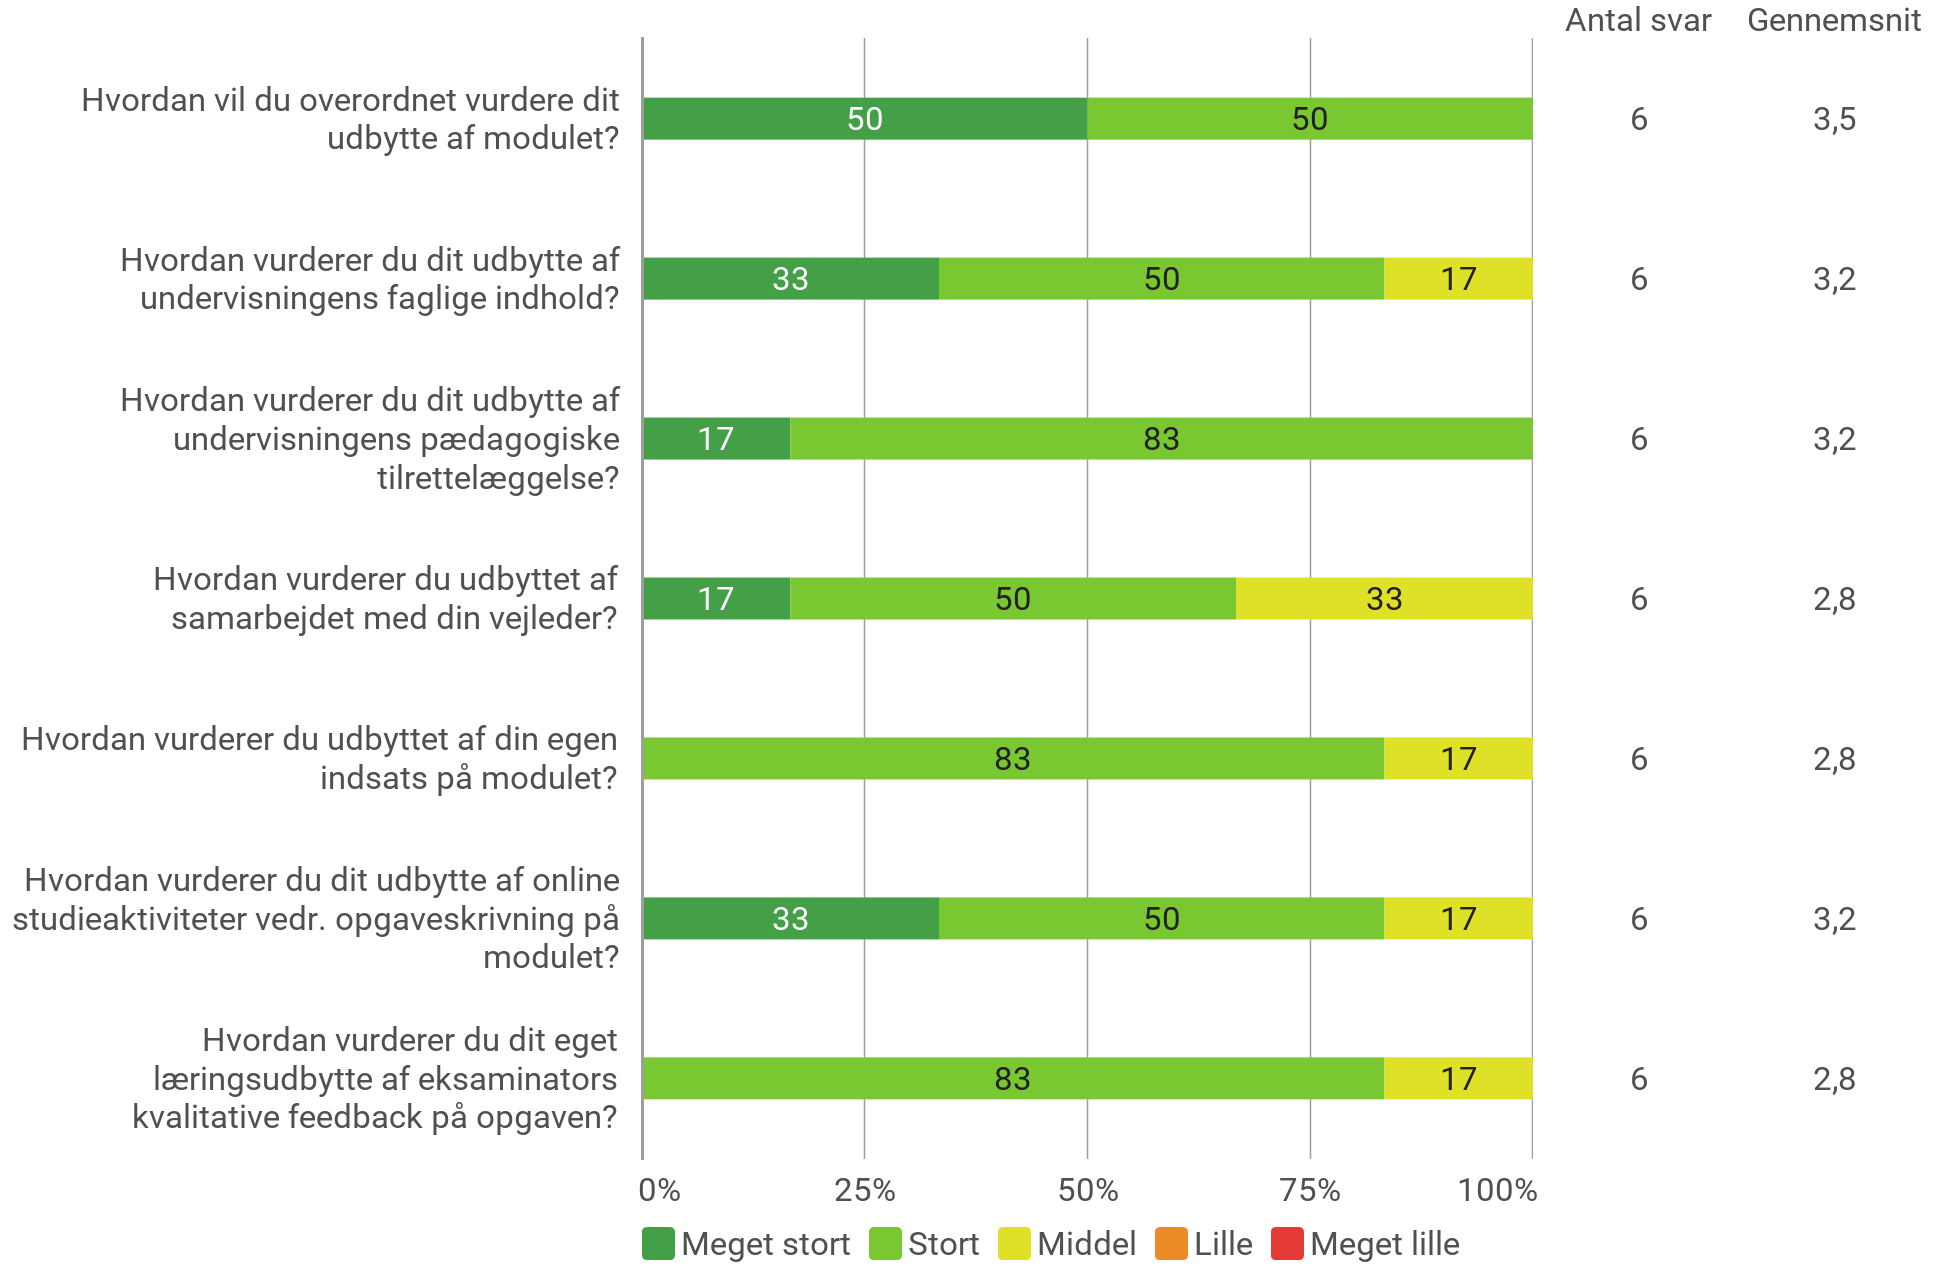 Antal svar Gennemsnit
Hvordan vil du overordnet vurdere dit
udbytte af modulet?
50 50 6 3,5
Hvordan vurderer du dit udbytte af
undervisningens faglige indhold?
33 50 17 6 3,2
Hvordan vurderer du dit udbytte af
undervisningens pædagogiske
tilrettelæggelse?
17 83 6 3,2
Hvordan vurderer du udbyttet af
samarbejdet med din vejleder?
17 50 33 6 2,8
Hvordan vurderer du udbyttet af din egen
indsats på modulet?
83 17 6 2,8
Hvordan vurderer du dit udbytte af online
studieaktiviteter vedr. opgaveskrivning på
modulet?
33 50 17 6 3,2
Hvordan vurderer du dit eget
læringsudbytte af eksaminators
kvalitative feedback på opgaven?
83 17 6 2,8
0% 25% 50% 75% 100%
Meget stort Stort Middel Lille Meget lille